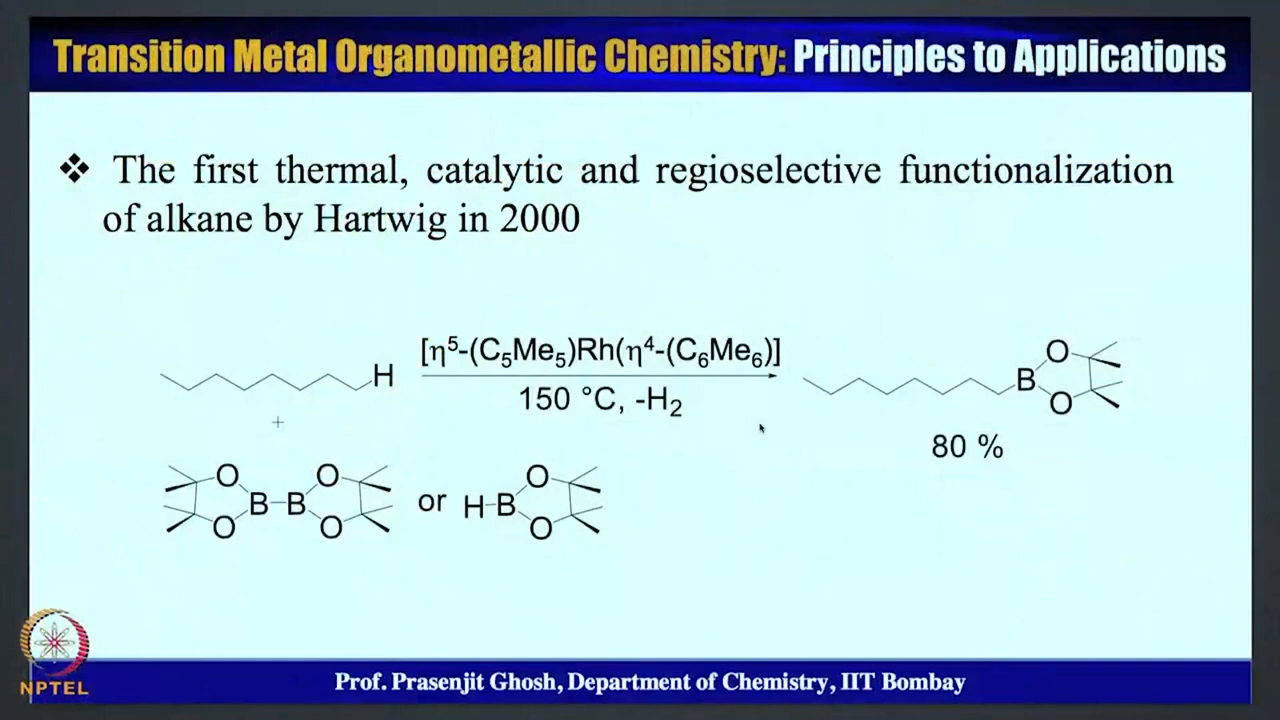 Transition Metal Organometallic Chemistry: Principles to Applications
❖ The first thermal, catalytic and regioselective functionalization
of alkane by Hartwig in 2000
[η⁵-(C₅Me₅)Rh(η⁴-(C₆Me₆)]
H
150 °C, -H₂
+
B
O
O
80 %
O
O
B-B
O
O
or
H-B
O
O
NPTEL
Prof. Prasenjit Ghosh, Department of Chemistry, IIT Bombay